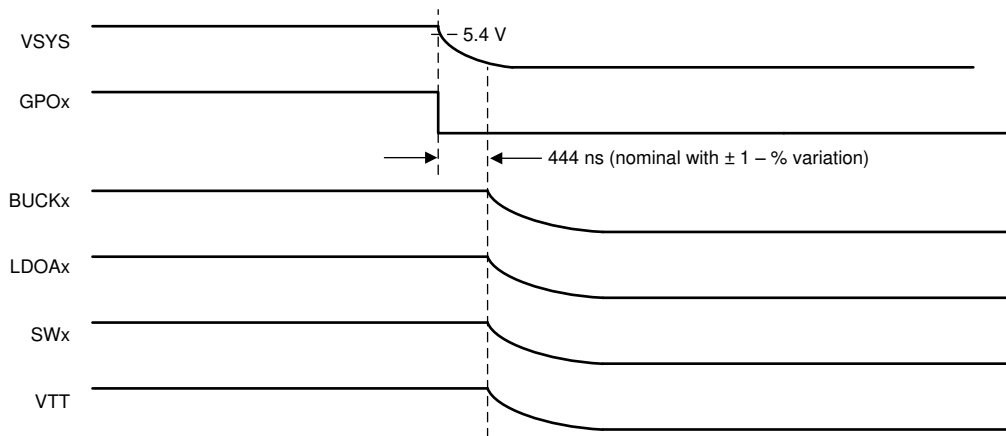 VSYS
– 5.4 V
GPOx
444 ns (nominal with ± 1 – % variation)
BUCKx
LDOAx
SWx
VTT